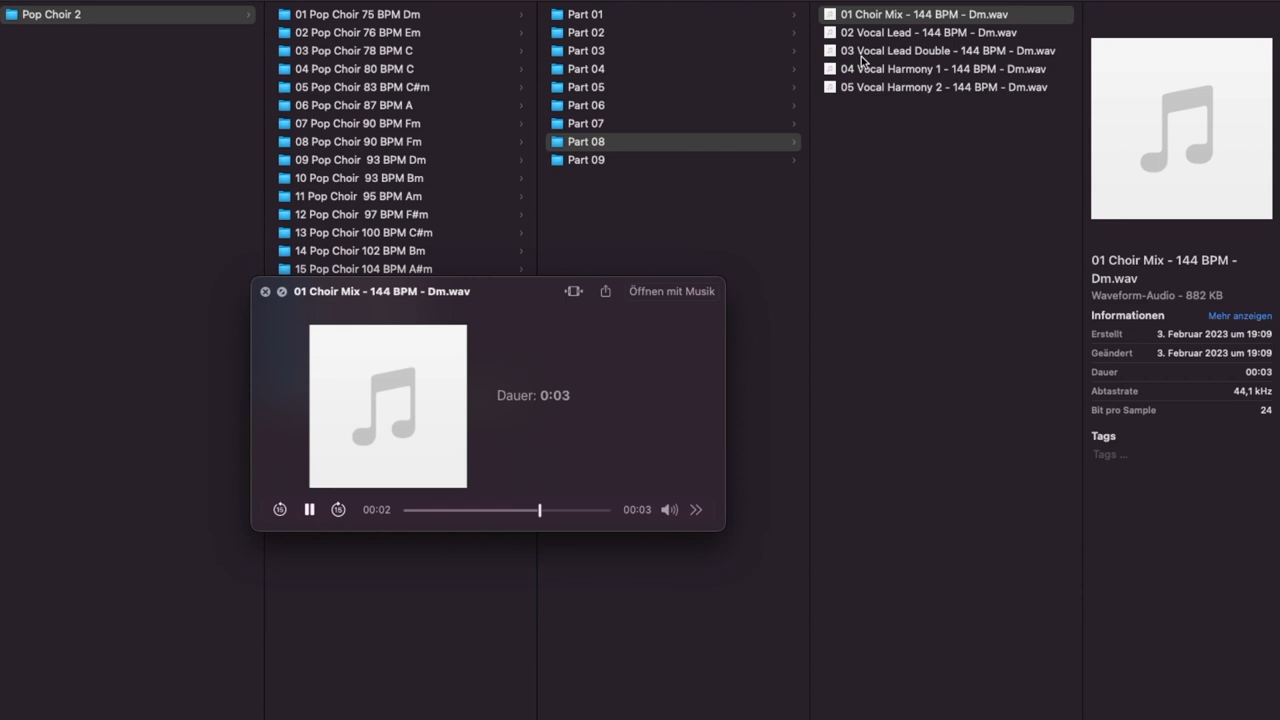 Pop Choir 2
01 Pop Choir 75 BPM Dm
02 Pop Choir 76 BPM Em
03 Pop Choir 78 BPM C
04 Pop Choir 80 BPM C
05 Pop Choir 83 BPM C#m
06 Pop Choir 87 BPM A
07 Pop Choir 90 BPM Fm
08 Pop Choir 90 BPM Fm
09 Pop Choir  93 BPM Dm
10 Pop Choir  93 BPM Bm
11 Pop Choir  95 BPM Am
12 Pop Choir  97 BPM F#m
13 Pop Choir 100 BPM C#m
14 Pop Choir 102 BPM Bm
15 Pop Choir 104 BPM A#m
Part 01
Part 02
Part 03
Part 04
Part 05
Part 06
Part 07
Part 08
Part 09
01 Choir Mix - 144 BPM - Dm.wav
02 Vocal Lead - 144 BPM - Dm.wav
03 Vocal Lead Double - 144 BPM - Dm.wav
04 Vocal Harmony 1 - 144 BPM - Dm.wav
05 Vocal Harmony 2 - 144 BPM - Dm.wav
01 Choir Mix - 144 BPM -
Dm.wav
Waveform-Audio - 882 KB
Informationen Mehr anzeigen
Erstellt 3. Februar 2023 um 19:09
Geändert 3. Februar 2023 um 19:09
Dauer 00:03
Abtastrate 44,1 kHz
Bit pro Sample 24
Tags
Tags ...
01 Choir Mix - 144 BPM - Dm.wav Öffnen mit Musik
Dauer: 0:03
15 15 00:02 00:03